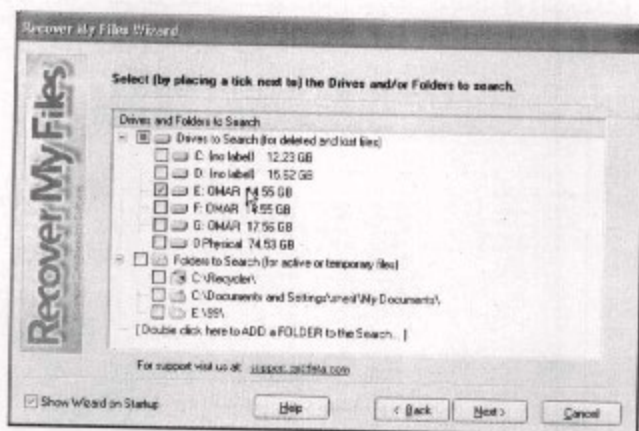 Recover My Files Wizard
Recover My Files
Select (by placing a tick next to) the Drives and/or Folders to search.
Drives and Folders to Search
Drives to Search (for deleted and lost files)
C: (no label) 12.23 GB
D: (no label) 15.62 GB
E: OMAR 14.55 GB
F: OMAR 14.55 GB
G: OMAR 17.56 GB
0 Physical 74.53 GB
Folders to Search (for active or temporary files)
C:\Recycler\
C:\Documents and Settings\ \My Documents\
E:\99\
[ Double click here to ADD a FOLDER to the Search... ]
For support visit us at:
Show Wizard on Startup
Help
< Back
Next >
Cancel